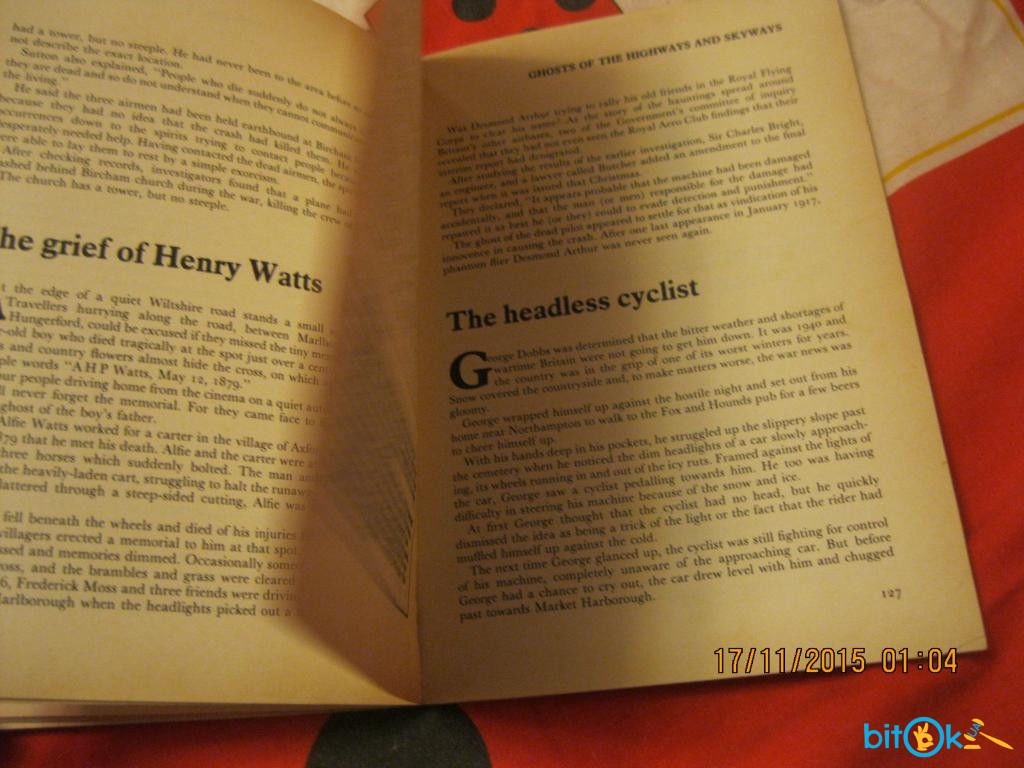 had a tower, but no steeple. He had never been to the area before
not describe the exact location.
Sutton also explained, "People who die suddenly do not always
they are dead and so do not understand when they cannot
the living."
He said the three airmen had been held earthbound at Bircham
because they had no idea that the crash had killed them. He
occurrences down to the spirits trying to contact people
desperately needed help. Having contacted the dead airmen, the
were able to lay them to rest by a simple exorcism.
After checking records, investigators found that a plane had
ashed behind Bircham church during the war, killing the crew of
The church has a tower, but no steeple.
he grief of Henry Watts
t the edge of a quiet Wiltshire road stands a small
Travellers hurrying along the road, between
Hungerford, could be excused if they missed the tiny
-old boy who died tragically at the spot just over a
s and country flowers almost hide the cross, on which
ple words "A H P Watts, May 12, 1879."
our people driving home from the cinema on a quiet
ll never forget the memorial. For they came face to
ghost of the boy's father.
Alfie Watts worked for a carter in the village of
879 that he met his death. Alfie and the carter were
three horses which suddenly bolted. The man
the heavily-laden cart, struggling to halt the
lattered through a steep-sided cutting, Alfie was
fell beneath the wheels and died of his injuries
villagers erected a memorial to him at that spot
ssed and memories dimmed. Occasionally
oss, and the brambles and grass were cleared
6, Frederick Moss and three friends were
arlborough when the headlights picked out a
GHOSTS OF THE HIGHWAYS AND SKYWAYS
Was Desmond Arthur trying to rally his old friends in the Royal Flying
Corps to clear his name? As the story of the hauntings spread around
Britain's other airbases, two of the Government's committee of inquiry
revealed that they had not even seen the Royal Aero Club findings that their
interim report had denigrated.
After studying the results of the earlier investigation, Sir Charles Bright,
an engineer, and a lawyer called Butcher added an amendment to the final
report when it was issued that Christmas.
They declared, "It appears probable that the machine had been damaged
accidentally, and that the man (or men) responsible for the damage had
repaired it as best he (or they) could to evade detection and punishment."
The ghost of the dead pilot appeared to settle for that as vindication of his
innocence in causing the crash. After one last appearance in January 1917,
phantom flier Desmond Arthur was never seen again.
The headless cyclist
George Dobbs was determined that the bitter weather and shortages of
wartime Britain were not going to get him down. It was 1940 and
the country was in the grip of one of its worst winters for years.
Snow covered the countryside and, to make matters worse, the war news was
gloomy.
George wrapped himself up against the hostile night and set out from his
home near Northampton to walk to the Fox and Hounds pub for a few beers
to cheer himself up.
With his hands deep in his pockets, he struggled up the slippery slope past
the cemetery when he noticed the dim headlights of a car slowly approach-
ing, its wheels running in and out of the icy ruts. Framed against the lights of
the car, George saw a cyclist pedalling towards him. He too was having
difficulty in steering his machine because of the snow and ice.
At first George thought that the cyclist had no head, but he quickly
dismissed the idea as being a trick of the light or the fact that the rider had
muffled himself up against the cold.
The next time George glanced up, the cyclist was still fighting for control
of his machine, completely unaware of the approaching car. But before
George had a chance to cry out, the car drew level with him and chugged
past towards Market Harborough.
127
17/11/2015 01:04
bitOk UA